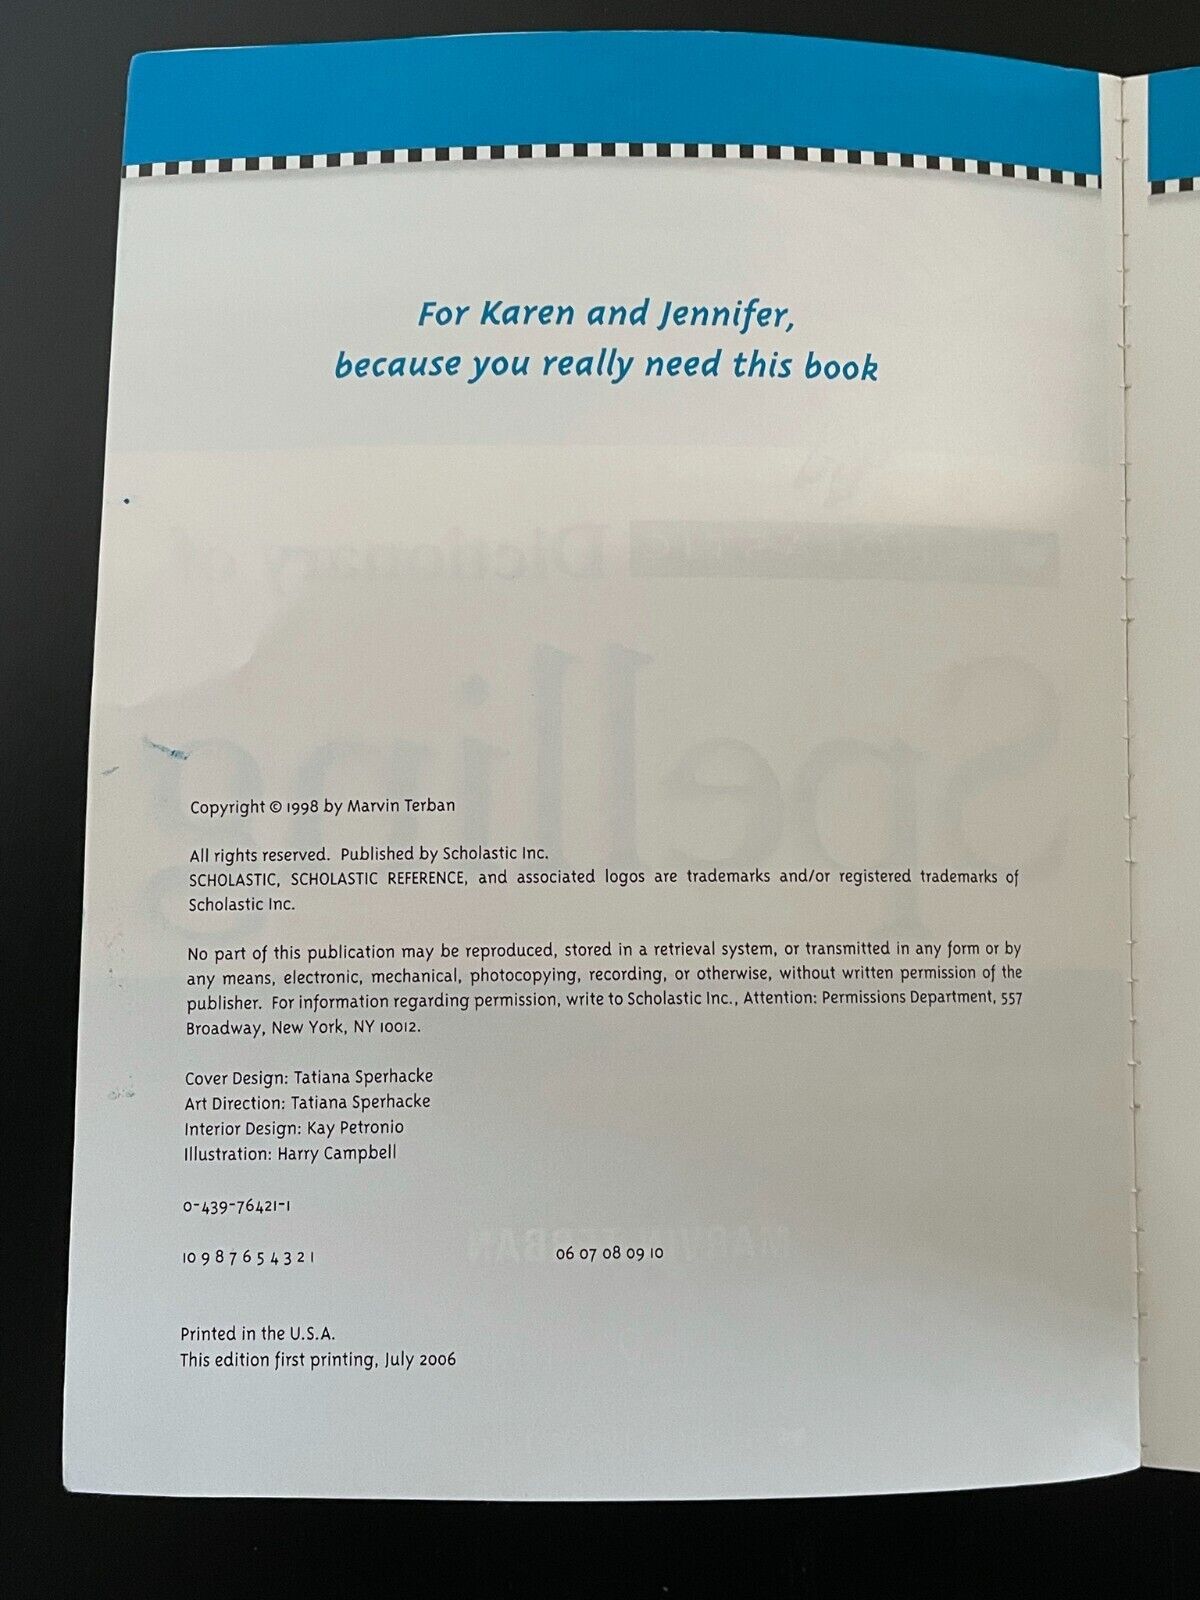 For Karen and Jennifer,
because you really need this book
Copyright © 1998 by Marvin Terban
All rights reserved. Published by Scholastic Inc.
SCHOLASTIC, SCHOLASTIC REFERENCE, and associated logos are trademarks and/or registered trademarks of
Scholastic Inc.
No part of this publication may be reproduced, stored in a retrieval system, or transmitted in any form or by
any means, electronic, mechanical, photocopying, recording, or otherwise, without written permission of the
publisher. For information regarding permission, write to Scholastic Inc., Attention: Permissions Department, 557
Broadway, New York, NY 10012.
Cover Design: Tatiana Sperhacke
Art Direction: Tatiana Sperhacke
Interior Design: Kay Petronio
Illustration: Harry Campbell
0-439-76421-1
10 9 8 7 6 5 4 3 2 1 06 07 08 09 10
Printed in the U.S.A.
This edition first printing, July 2006
by
Dictionary of
Spelling
MARVIN TERBAN